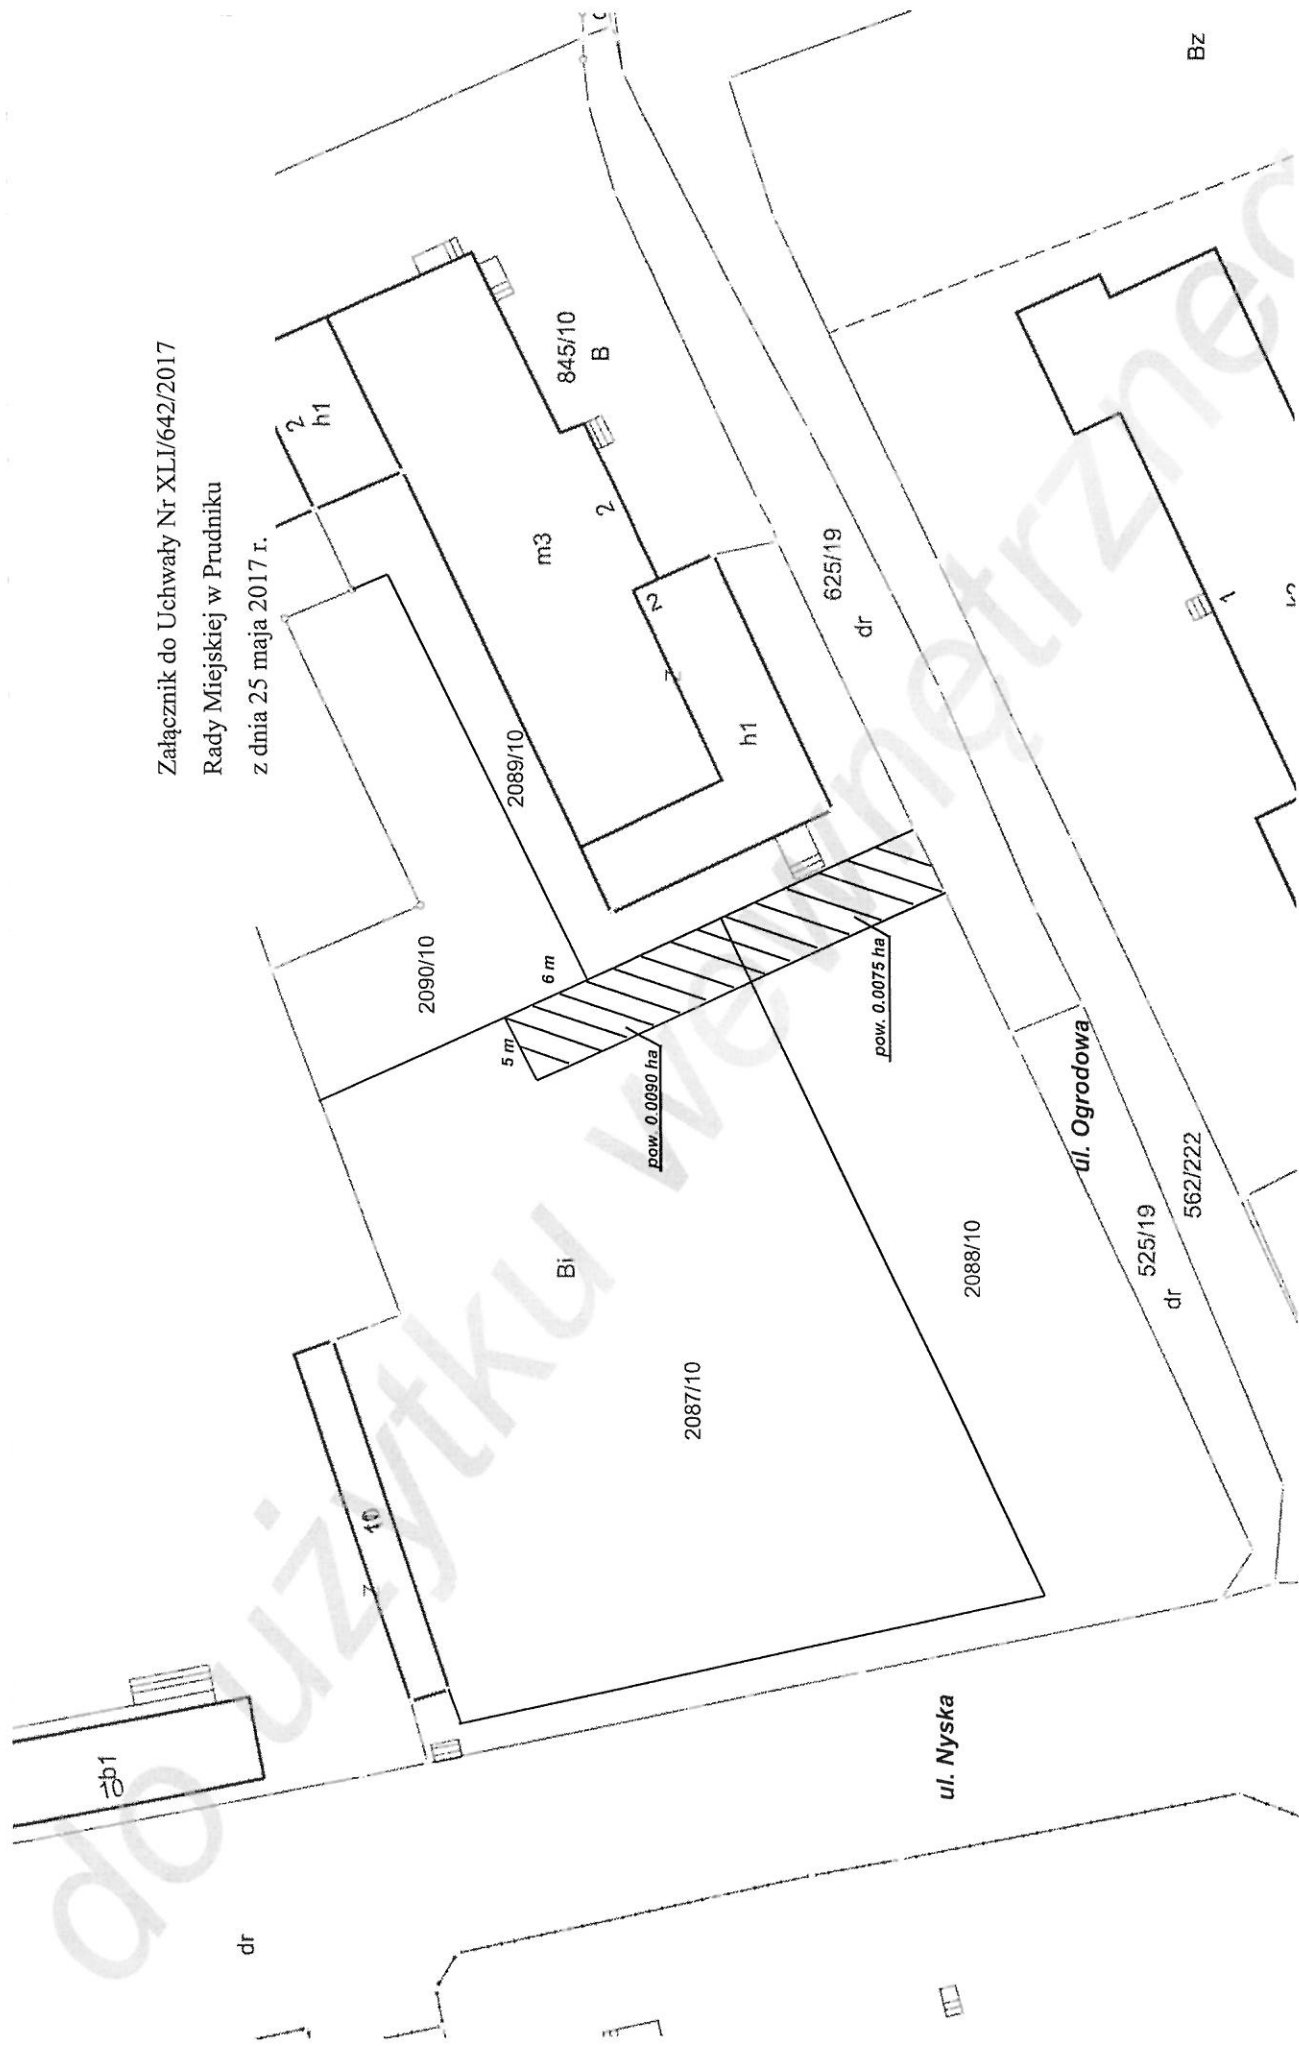 Załącznik do Uchwały Nr XLI/642/2017
Rady Miejskiej w Prudniku
z dnia 25 maja 2017 r.
Bz
845/10
B
2
h1
m3
2
2
z
h1
625/19
dr
1
2089/10
2090/10
6 m
5 m
pow. 0.0090 ha
pow. 0.0075 ha
ul. Ogrodowa
562/222
525/19
dr
2088/10
Bi
2087/10
10
z
b1
10
ul. Nyska
dr
do użytku wewnętrzneg